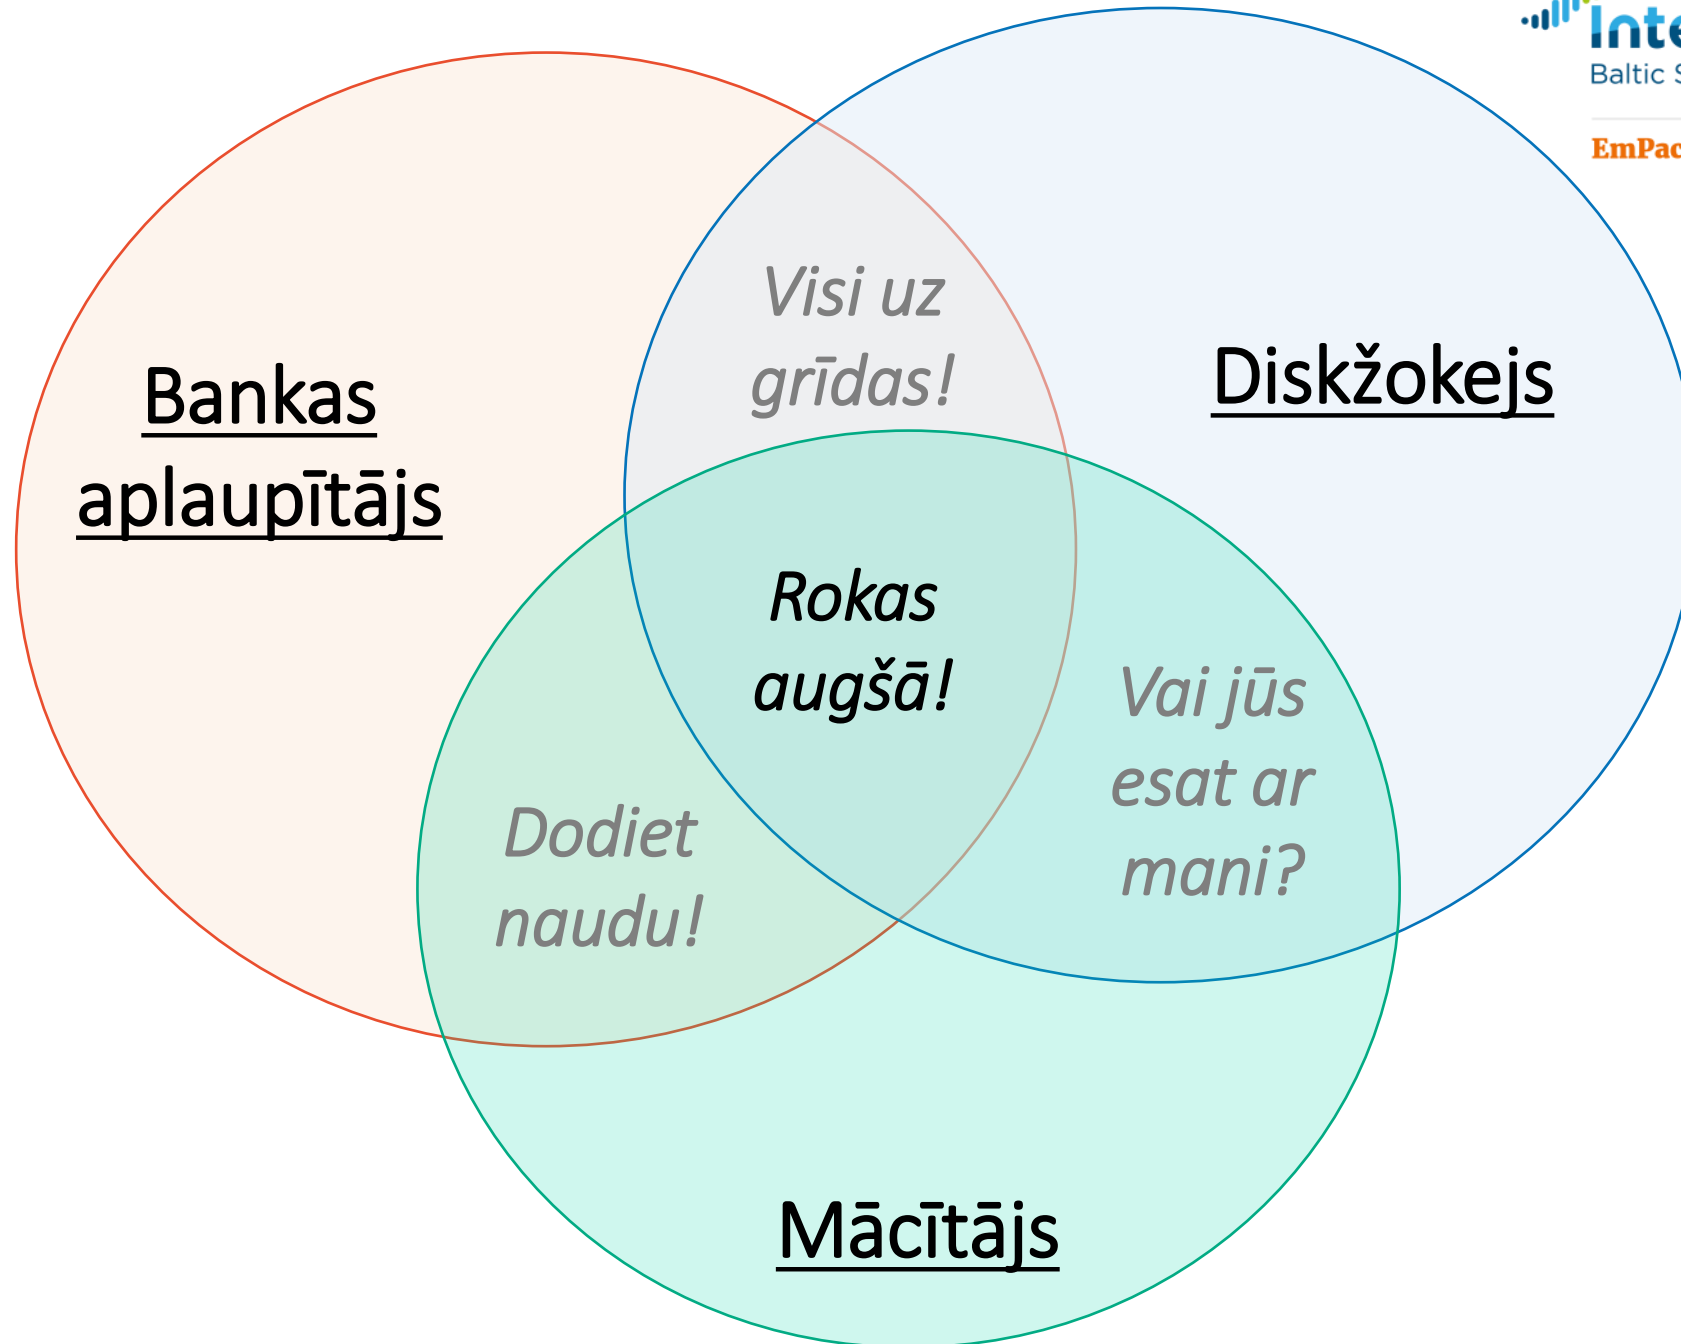 Baltic
Visi uz
grīdas!
Bankas
aplaupītājs
Diskžokejs
Rokas
augšā!
Vai jūs
esat ar
mani?
Dodiet
naudu!
Mācītājs